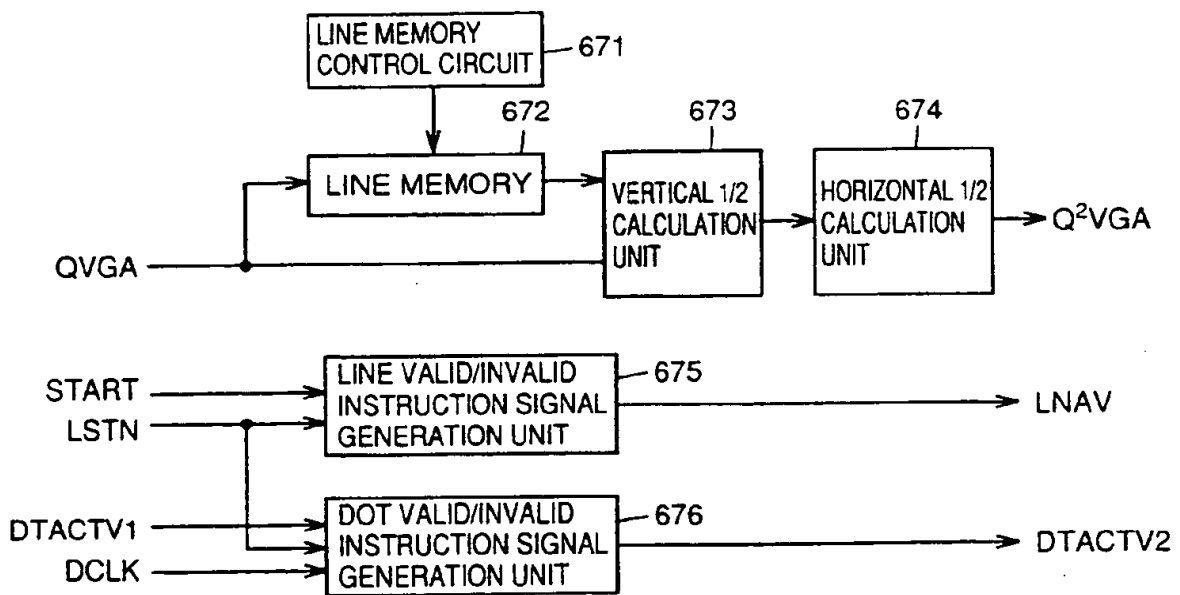 LINE MEMORY
CONTROL CIRCUIT
671
672
LINE MEMORY
673
VERTICAL 1/2
CALCULATION
UNIT
674
HORIZONTAL 1/2
CALCULATION
UNIT
Q²VGA
QVGA
START
LSTN
LINE VALID/INVALID
INSTRUCTION SIGNAL
GENERATION UNIT
675
LNAV
DTACTV1
DCLK
DOT VALID/INVALID
INSTRUCTION SIGNAL
GENERATION UNIT
676
DTACTV2